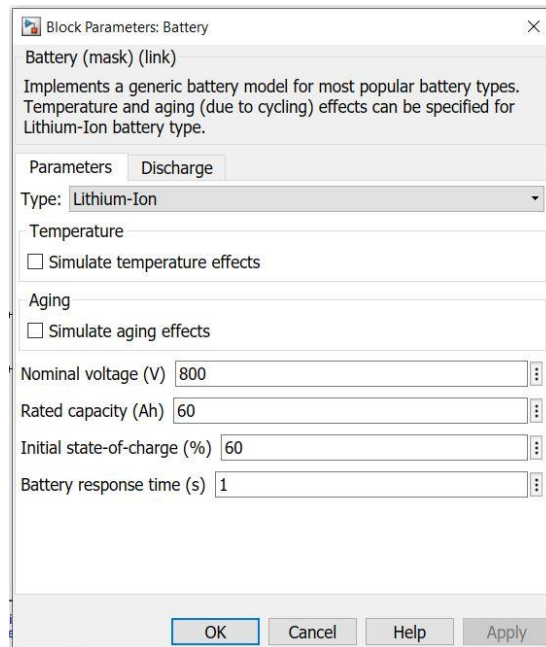 Block Parameters: Battery
Battery (mask) (link)
Implements a generic battery model for most popular battery types.
Temperature and aging (due to cycling) effects can be specified for
Lithium-Ion battery type.
Parameters Discharge
Type: Lithium-Ion
Temperature
Simulate temperature effects
Aging
Simulate aging effects
Nominal voltage (V) 800
Rated capacity (Ah) 60
Initial state-of-charge (%) 60
Battery response time (s) 1
OK Cancel Help Apply